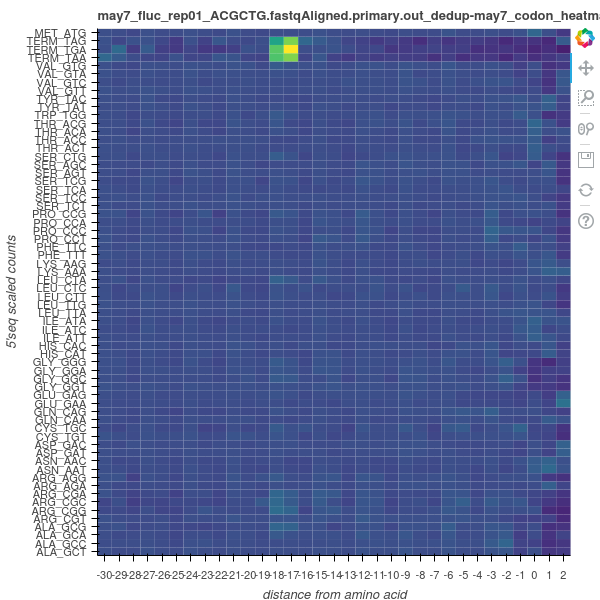 may7_fluc_rep01_ACGCTG.fastqAligned.primary.out_dedup-may7_codon_heatm
MET_ATG
TERM_TAG
TERM_TGA
TERM_TAA
VAL_GTG
VAL_GTA
VAL_GTC
VAL_GTT
TYR_TAC
TYR_TAT
TRP_TGG
THR_ACG
THR_ACA
THR_ACC
THR_ACT
SER_CTG
SER_AGC
SER_AGT
SER_TCG
SER_TCA
SER_TCC
SER_TCT
PRO_CCG
PRO_CCA
PRO_CCC
PRO_CCT
PHE_TTC
PHE_TTT
LYS_AAG
LYS_AAA
LEU_CTA
LEU_CTC
LEU_CTT
LEU_TTG
LEU_TTA
ILE_ATA
ILE_ATC
ILE_ATT
HIS_CAC
HIS_CAT
GLY_GGG
GLY_GGA
GLY_GGC
GLY_GGT
GLU_GAG
GLU_GAA
GLN_CAG
GLN_CAA
CYS_TGC
CYS_TGT
ASP_GAC
ASP_GAT
ASN_AAC
ASN_AAT
ARG_AGG
ARG_AGA
ARG_CGA
ARG_CGC
ARG_CGG
ARG_CGT
ALA_GCG
ALA_GCA
ALA_GCC
ALA_GCT
5'seq scaled counts
-30-29-28-27-26-25-24-23-22-21-20-19-18-17-16-15-14-13-12-11-10-9 -8 -7 -6 -5 -4 -3 -2 -1 0 1 2
distance from amino acid